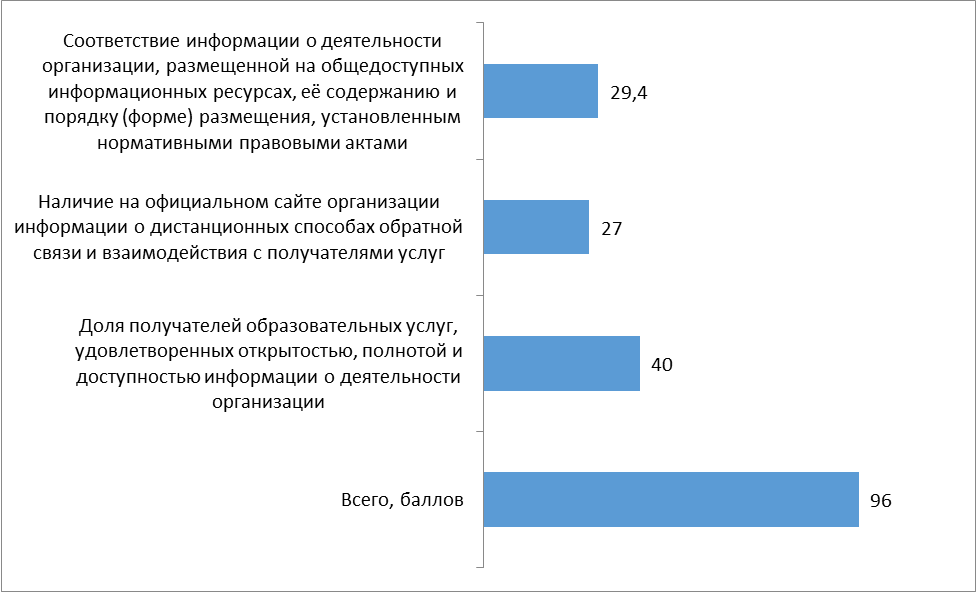 Соответствие информации о деятельности
организации, размещенной на общедоступных
информационных ресурсах, её содержанию и
порядку (форме) размещения, установленным
нормативными правовыми актами
29,4
Наличие на официальном сайте организации
информации о дистанционных способах обратной
связи и взаимодействия с получателями услуг
27
Доля получателей образовательных услуг,
удовлетворенных открытостью, полнотой и
доступностью информации о деятельности
организации
40
Всего, баллов
96